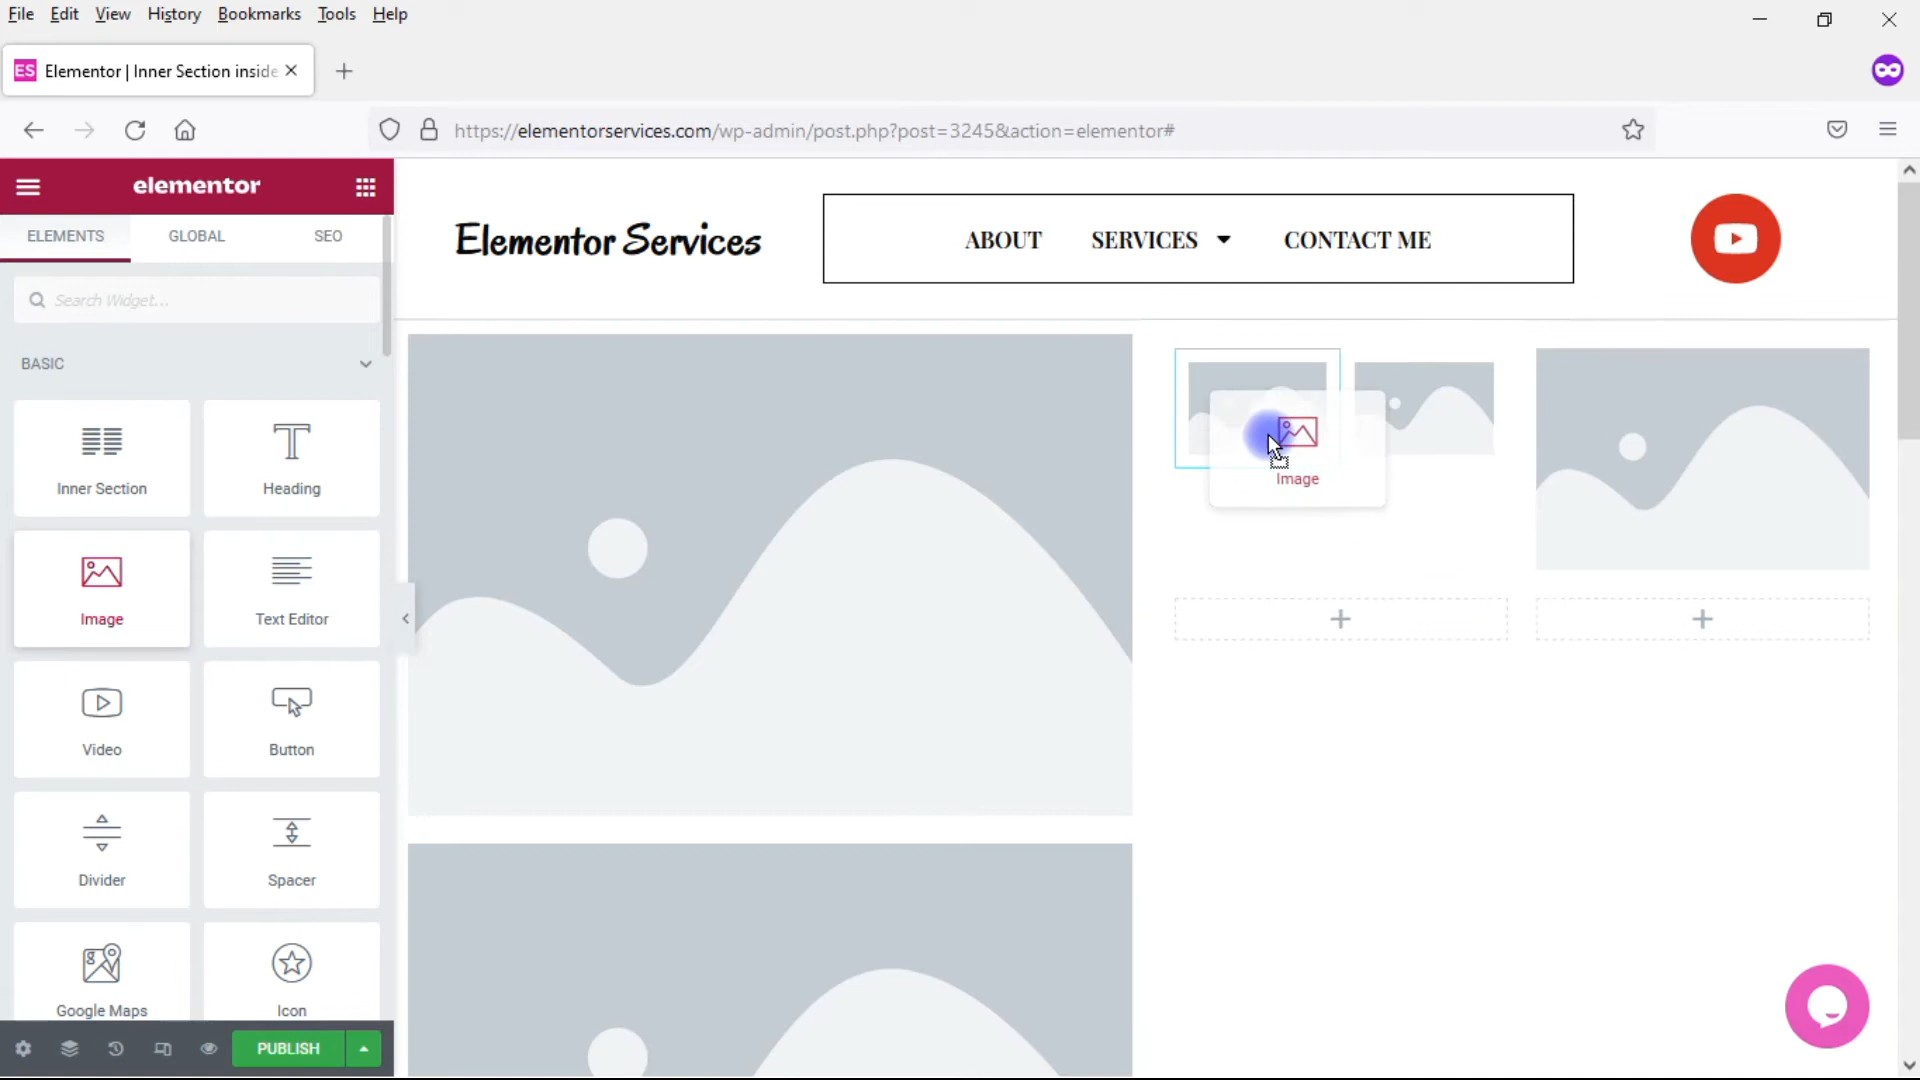 File Edit View History Bookmarks Tools Help
ES Elementor | Inner Section inside
https://elementorservices.com/wp-admin/post.php?post=3245&action=elementor#
elementor
ELEMENTS GLOBAL SEO
Search Widget...
BASIC
Inner Section Heading
Image Text Editor
Video Button
Divider Spacer
Google Maps Icon
PUBLISH
Elementor Services
ABOUT SERVICES CONTACT ME
Image